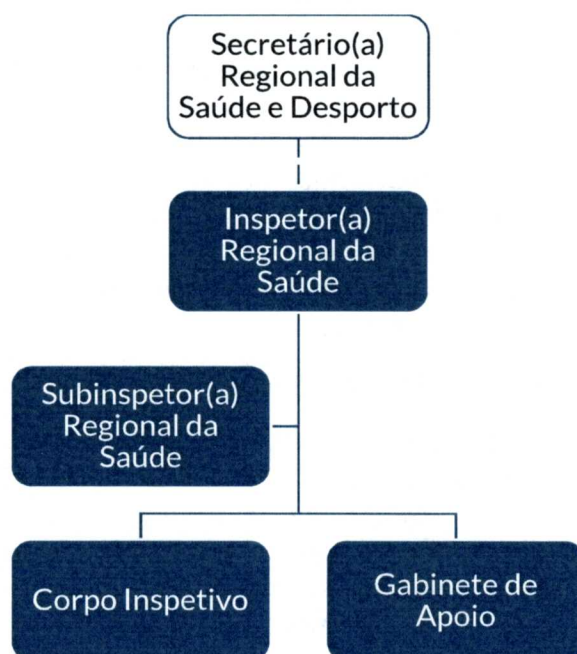 Secretário(a)
Regional da
Saúde e Desporto
Inspetor(a)
Regional da
Saúde
Subinspetor(a)
Regional da
Saúde
Corpo Inspetivo
Gabinete de
Apoio